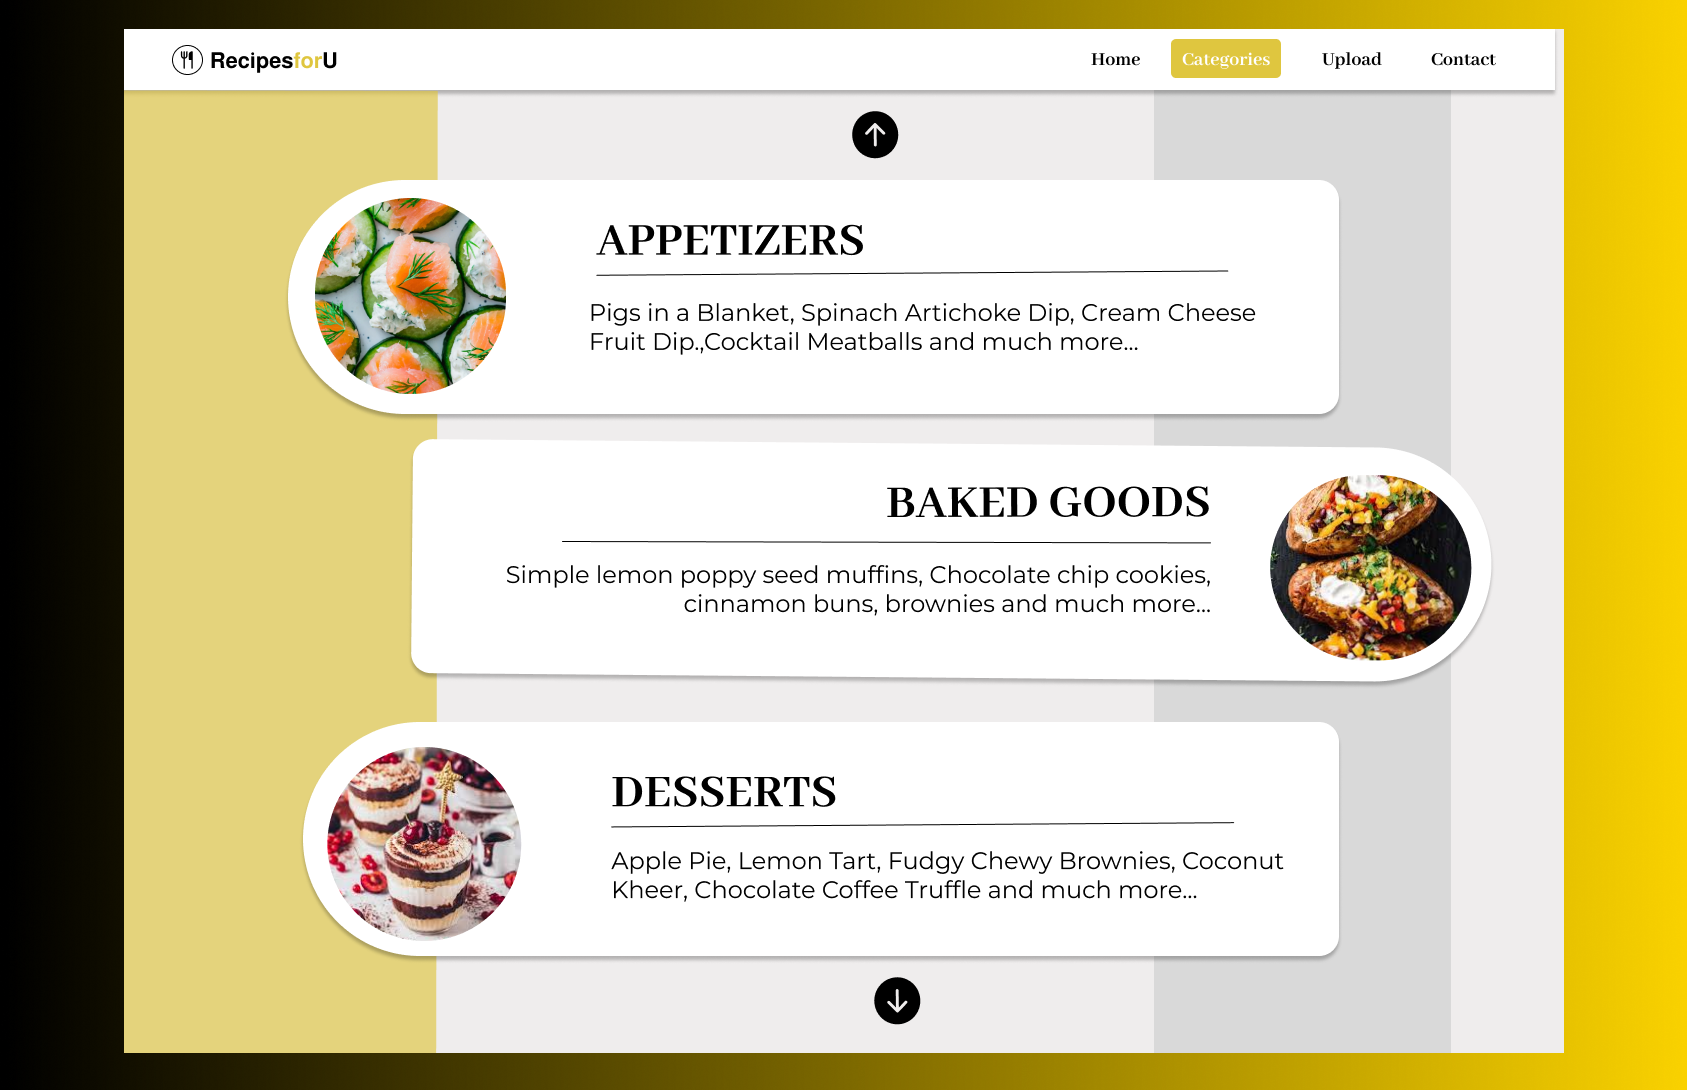 RecipesforU
Home
Categories
Upload
Contact
APPETIZERS
Pigs in a Blanket, Spinach Artichoke Dip, Cream Cheese
Fruit Dip.,Cocktail Meatballs and much more...
BAKED GOODS
Simple lemon poppy seed muffins, Chocolate chip cookies,
cinnamon buns, brownies and much more...
DESSERTS
Apple Pie, Lemon Tart, Fudgy Chewy Brownies, Coconut
Kheer, Chocolate Coffee Truffle and much more...